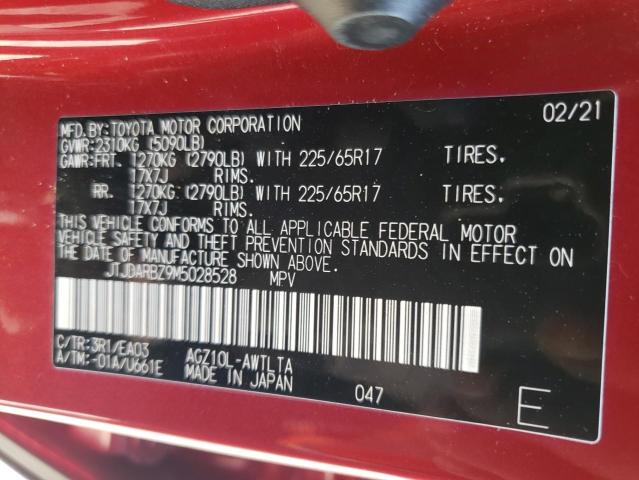 MFD.BY:TOYOTA MOTOR CORPORATION 02/21
GVWR:2310KG (5090LB)
GAWR:FRT. 1270KG (2790LB) WITH 225/65R17 TIRES.
17X7J RIMS.
RR. 1270KG (2790LB) WITH 225/65R17 TIRES.
17X7J RIMS.
THIS VEHICLE CONFORMS TO ALL APPLICABLE FEDERAL MOTOR
VEHICLE SAFETY AND THEFT PREVENTION STANDARDS IN EFFECT ON
THE DATE OF MANUFACTURE SHOWN ABOVE.
JTJDARBZ9M5028528 MPV
C/TR:3R1/EA03 AGZ10L-AWTLTA
A/TM:-01A/U661E MADE IN JAPAN
047
E